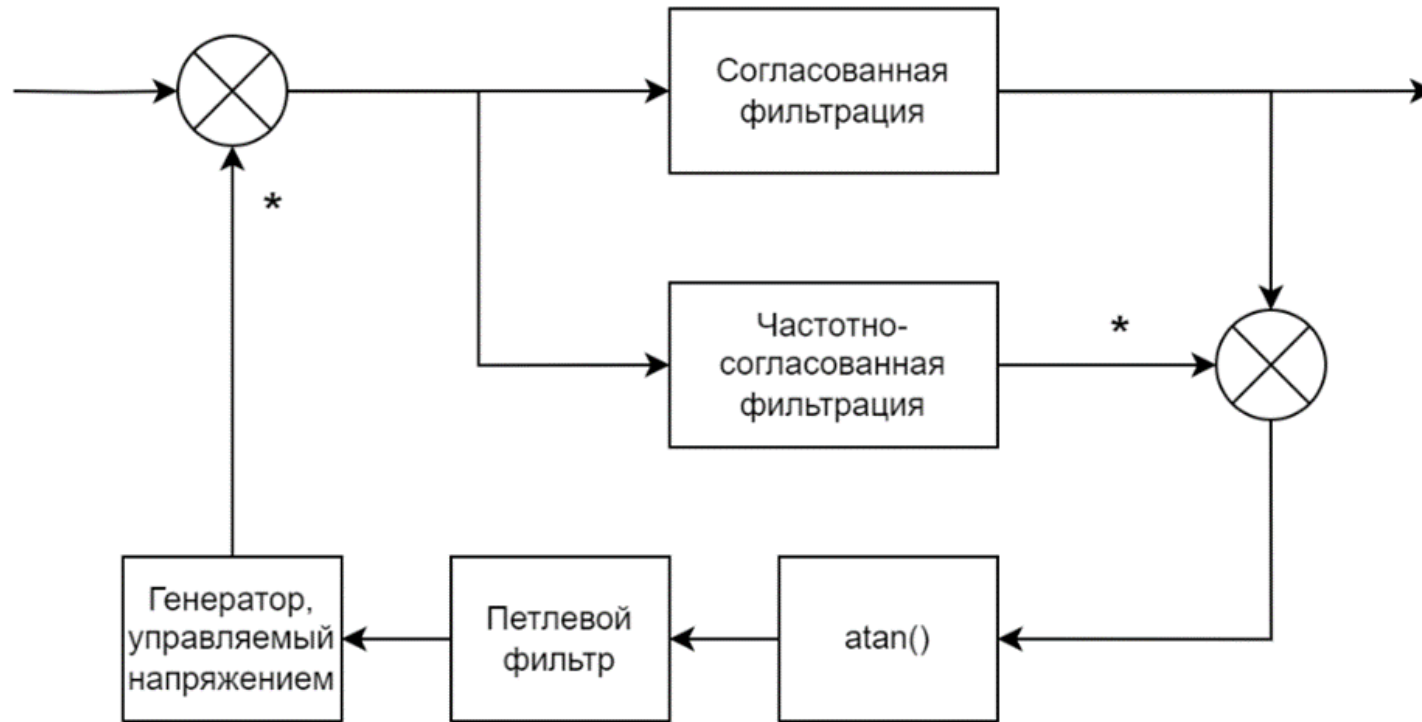 Согласованная
фильтрация
*
Частотно-
согласованная
фильтрация
*
Генератор,
управляемый
напряжением
Петлевой
фильтр
atan()